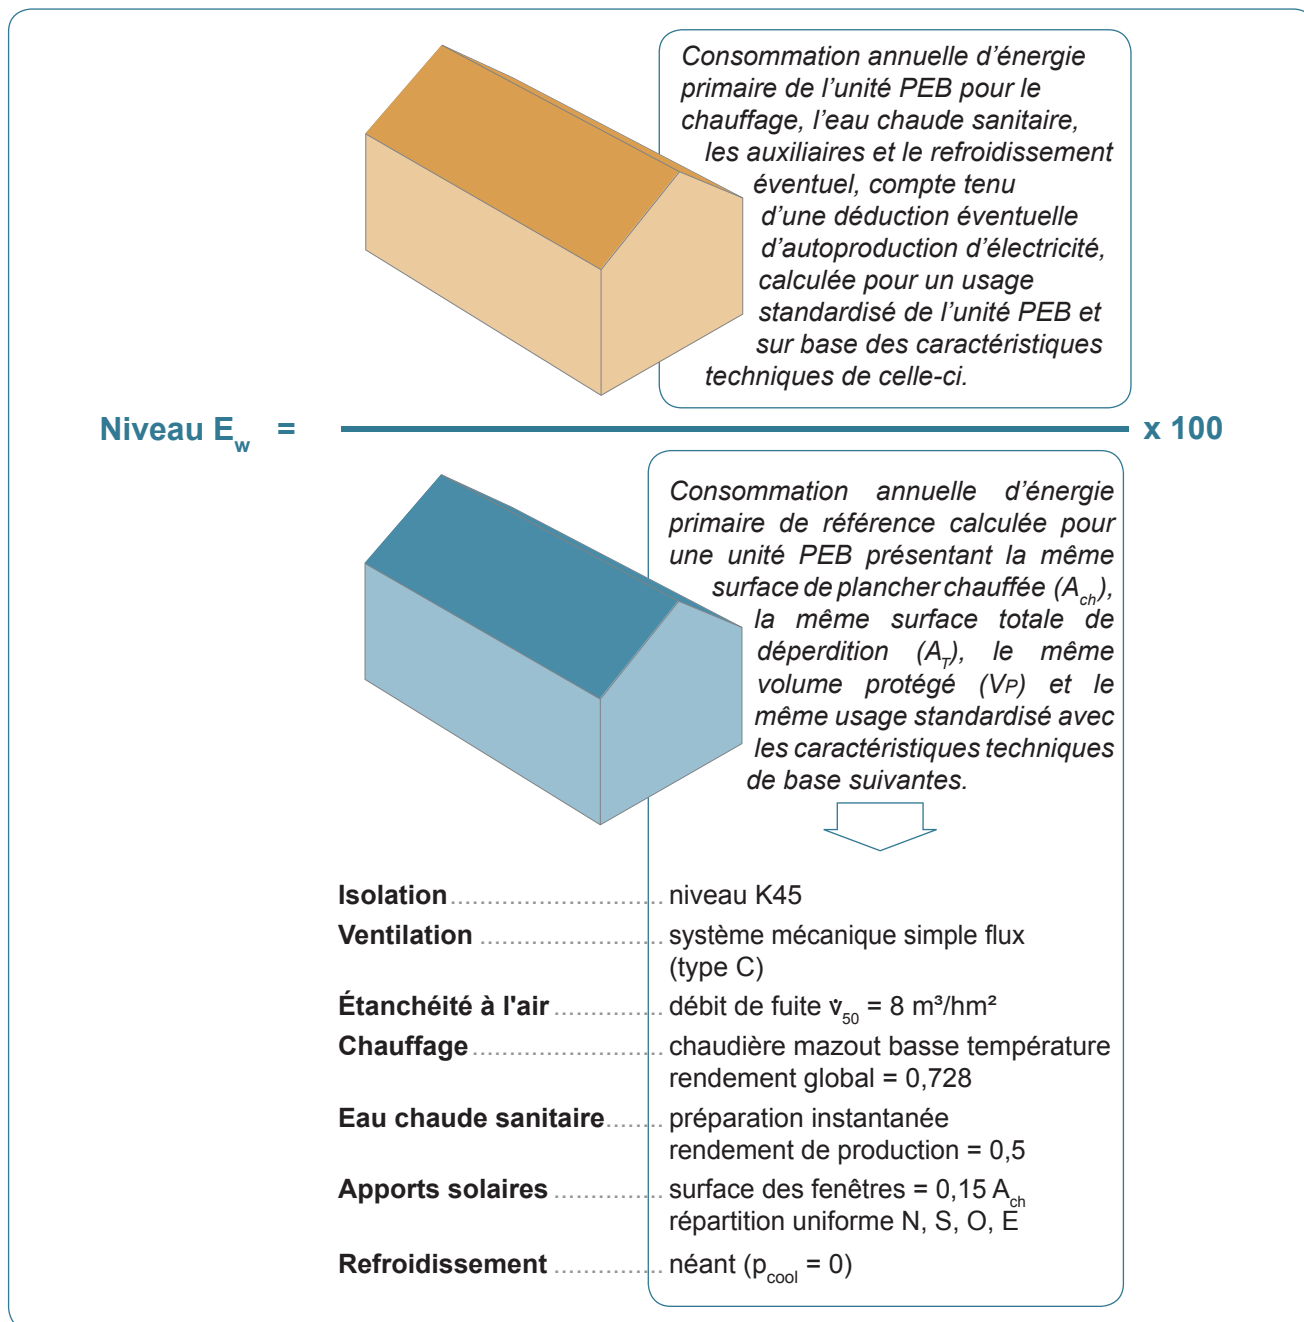 Consommation annuelle d’énergie
primaire de l’unité PEB pour le
chauffage, l’eau chaude sanitaire,
les auxiliaires et le refroidissement
éventuel, compte tenu
d’une déduction éventuelle
d’autoproduction d’électricité,
calculée pour un usage
standardisé de l’unité PEB et
sur base des caractéristiques
techniques de celle-ci.
Niveau E_w = x 100
Consommation annuelle d’énergie
primaire de référence calculée pour
une unité PEB présentant la même
surface de plancher chauffée (A_ch),
la même surface totale de
déperdition (A_T), le même
volume protégé (VP) et le
même usage standardisé avec
les caractéristiques techniques
de base suivantes.
Isolation ............................. niveau K45
Ventilation ......................... système mécanique simple flux
(type C)
Étanchéité à l'air ............... débit de fuite v̇_50 = 8 m³/hm²
Chauffage .......................... chaudière mazout basse température
rendement global = 0,728
Eau chaude sanitaire........ préparation instantanée
rendement de production = 0,5
Apports solaires ............... surface des fenêtres = 0,15 A_ch
répartition uniforme N, S, O, E
Refroidissement ............... néant (p_cool = 0)